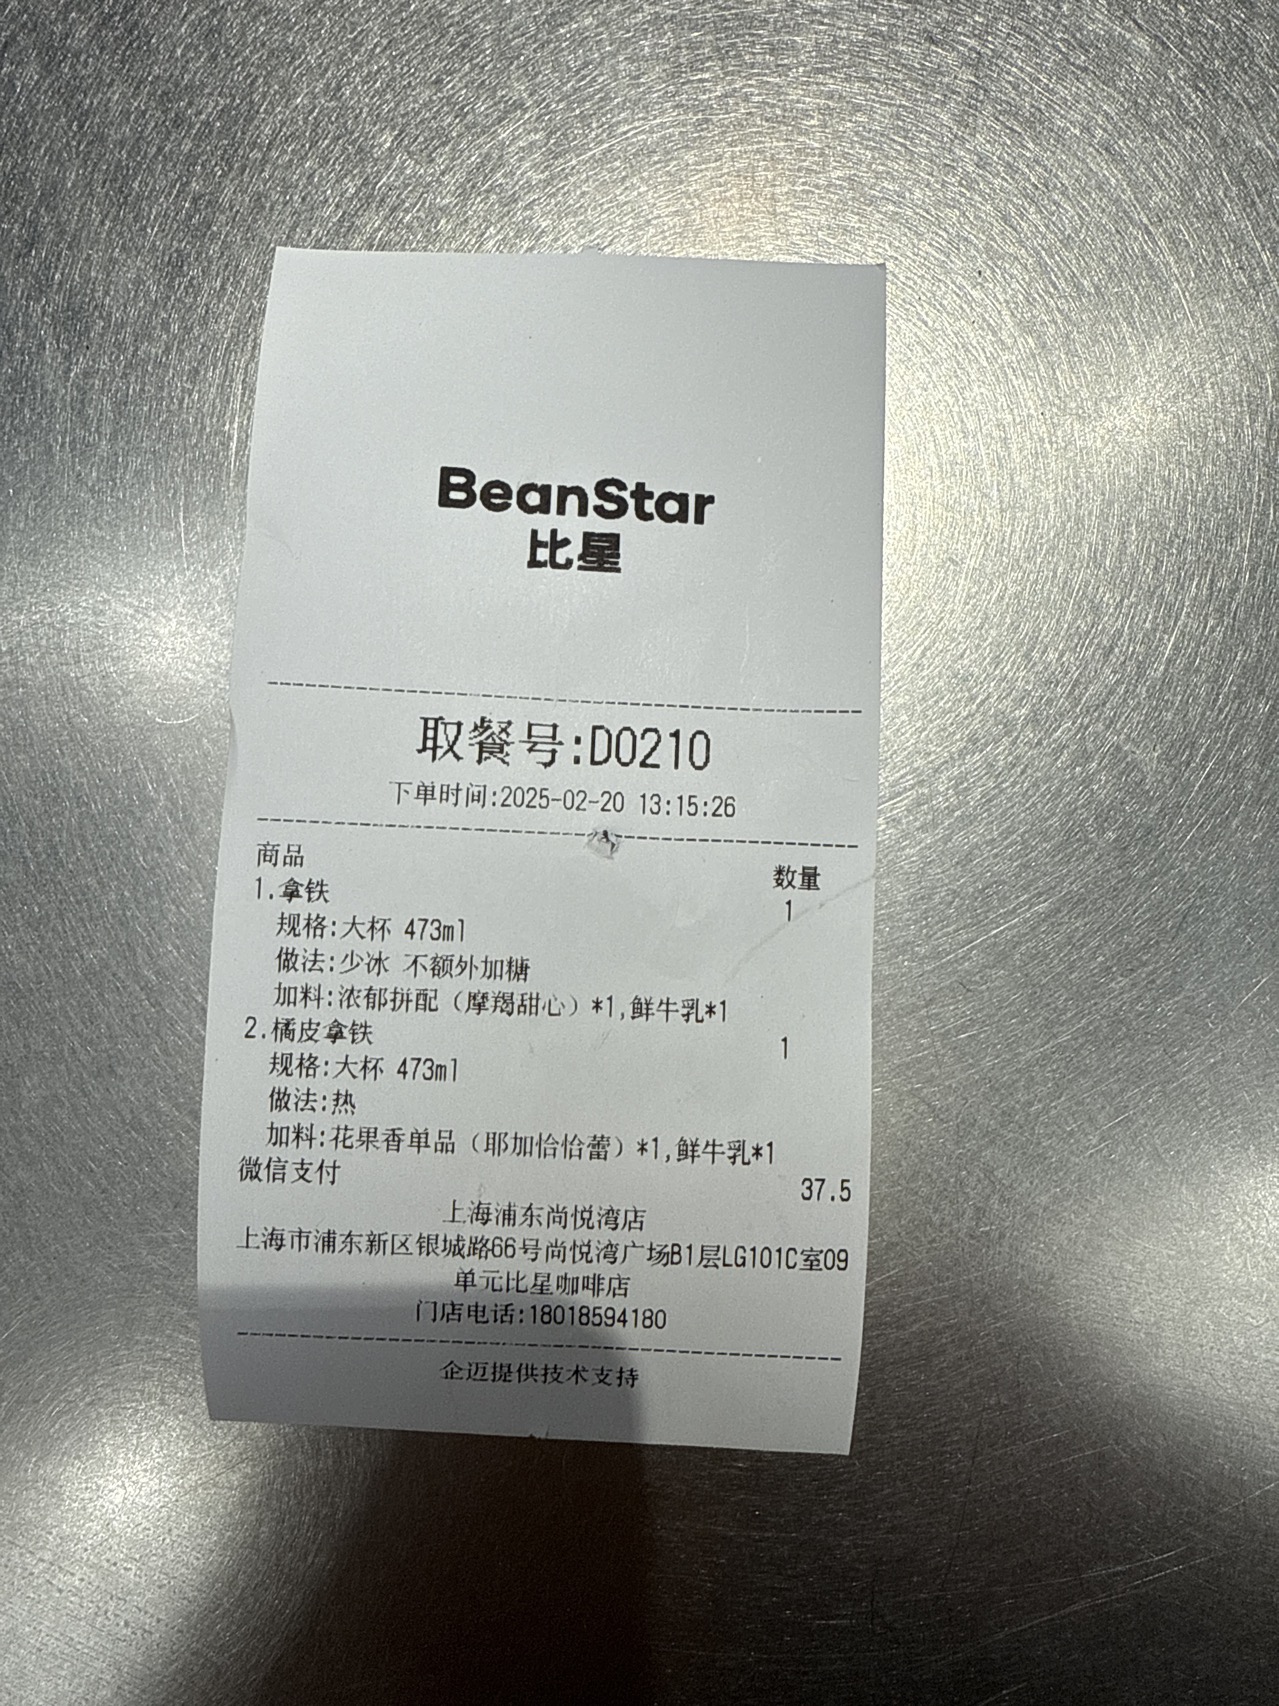 BeanStar
比星
取餐号:D0210
下单时间:2025-02-20 13:15:26
商品 数量
1.拿铁 1
规格:大杯 473ml
做法:少冰 不额外加糖
加料:浓郁拼配（摩羯甜心）*1,鲜牛乳*1
2.橘皮拿铁 1
规格:大杯 473ml
做法:热
加料:花果香单品（耶加怡怡蕾）*1,鲜牛乳*1
微信支付 37.5
上海浦东尚悦湾店
上海市浦东新区银城路66号尚悦湾广场B1层LG101C室09
单元比星咖啡店
门店电话:18018594180
企迈提供技术支持